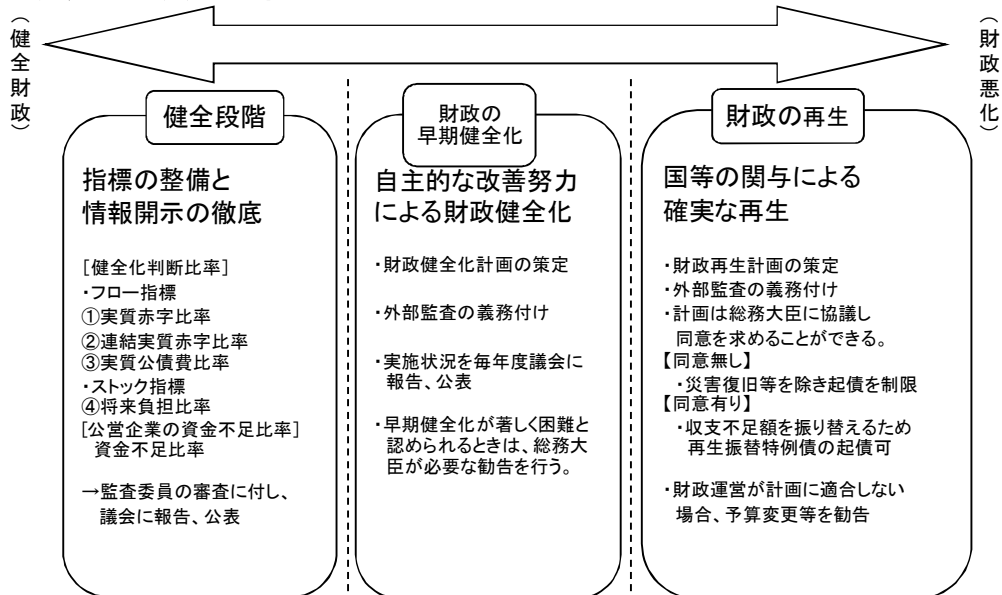 （健全財政）
（財政悪化）
健全段階
指標の整備と
情報開示の徹底
［健全化判断比率］
・フロー指標
①実質赤字比率
②連結実質赤字比率
③実質公債費比率
・ストック指標
④将来負担比率
［公営企業の資金不足比率］
資金不足比率
→監査委員の審査に付し、
議会に報告、公表
財政の
早期健全化
自主的な改善努力
による財政健全化
・財政健全化計画の策定
・外部監査の義務付け
・実施状況を毎年度議会に
報告、公表
・早期健全化が著しく困難と
認められるときは、総務大
臣が必要な勧告を行う。
財政の再生
国等の関与による
確実な再生
・財政再生計画の策定
・外部監査の義務付け
・計画は総務大臣に協議し
同意を求めることができる。
【同意無し】
・災害復旧等を除き起債を制限
【同意有り】
・収支不足額を振り替えるため
再生振替特例債の起債可
・財政運営が計画に適合しない
場合、予算変更等を勧告